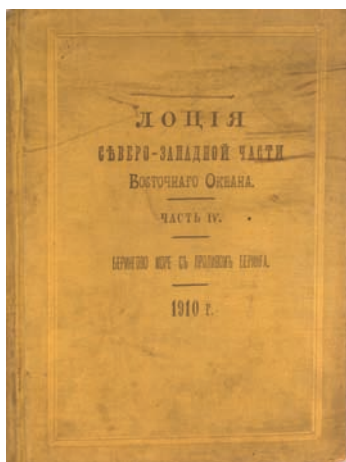 ЛОЦІЯ
СѢВЕРО-ЗАПАДНОЙ ЧАСТИ
ВОСТОЧНАГО ОКЕАНА.
ЧАСТЬ IV.
БЕРИНГОВО МОРЕ СЪ ПРОЛИВОМЪ БЕРИНГА.
1910 г.